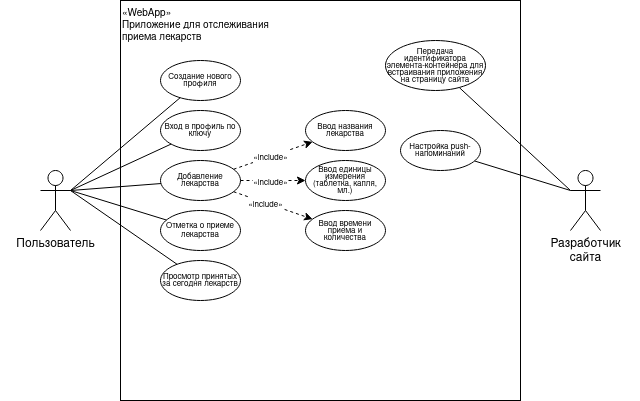 «WebApp»
Приложение для отслеживания
приема лекарств
Создание нового
профиля
Вход в профиль по
ключу
Добавление
лекарства
Отметка о приеме
лекарства
Просмотр принятых
за сегодня лекарств
«include»
«include»
«include»
Ввод названия
лекарства
Ввод единицы
измерения
(таблетка, капля,
мл.)
Ввод времени
приема и
количества
Передача
идентификатора
элемента-контейнера для
встраивания приложения
на страницу сайта
Настройка push-
напоминаний
Пользователь
Разработчик
сайта